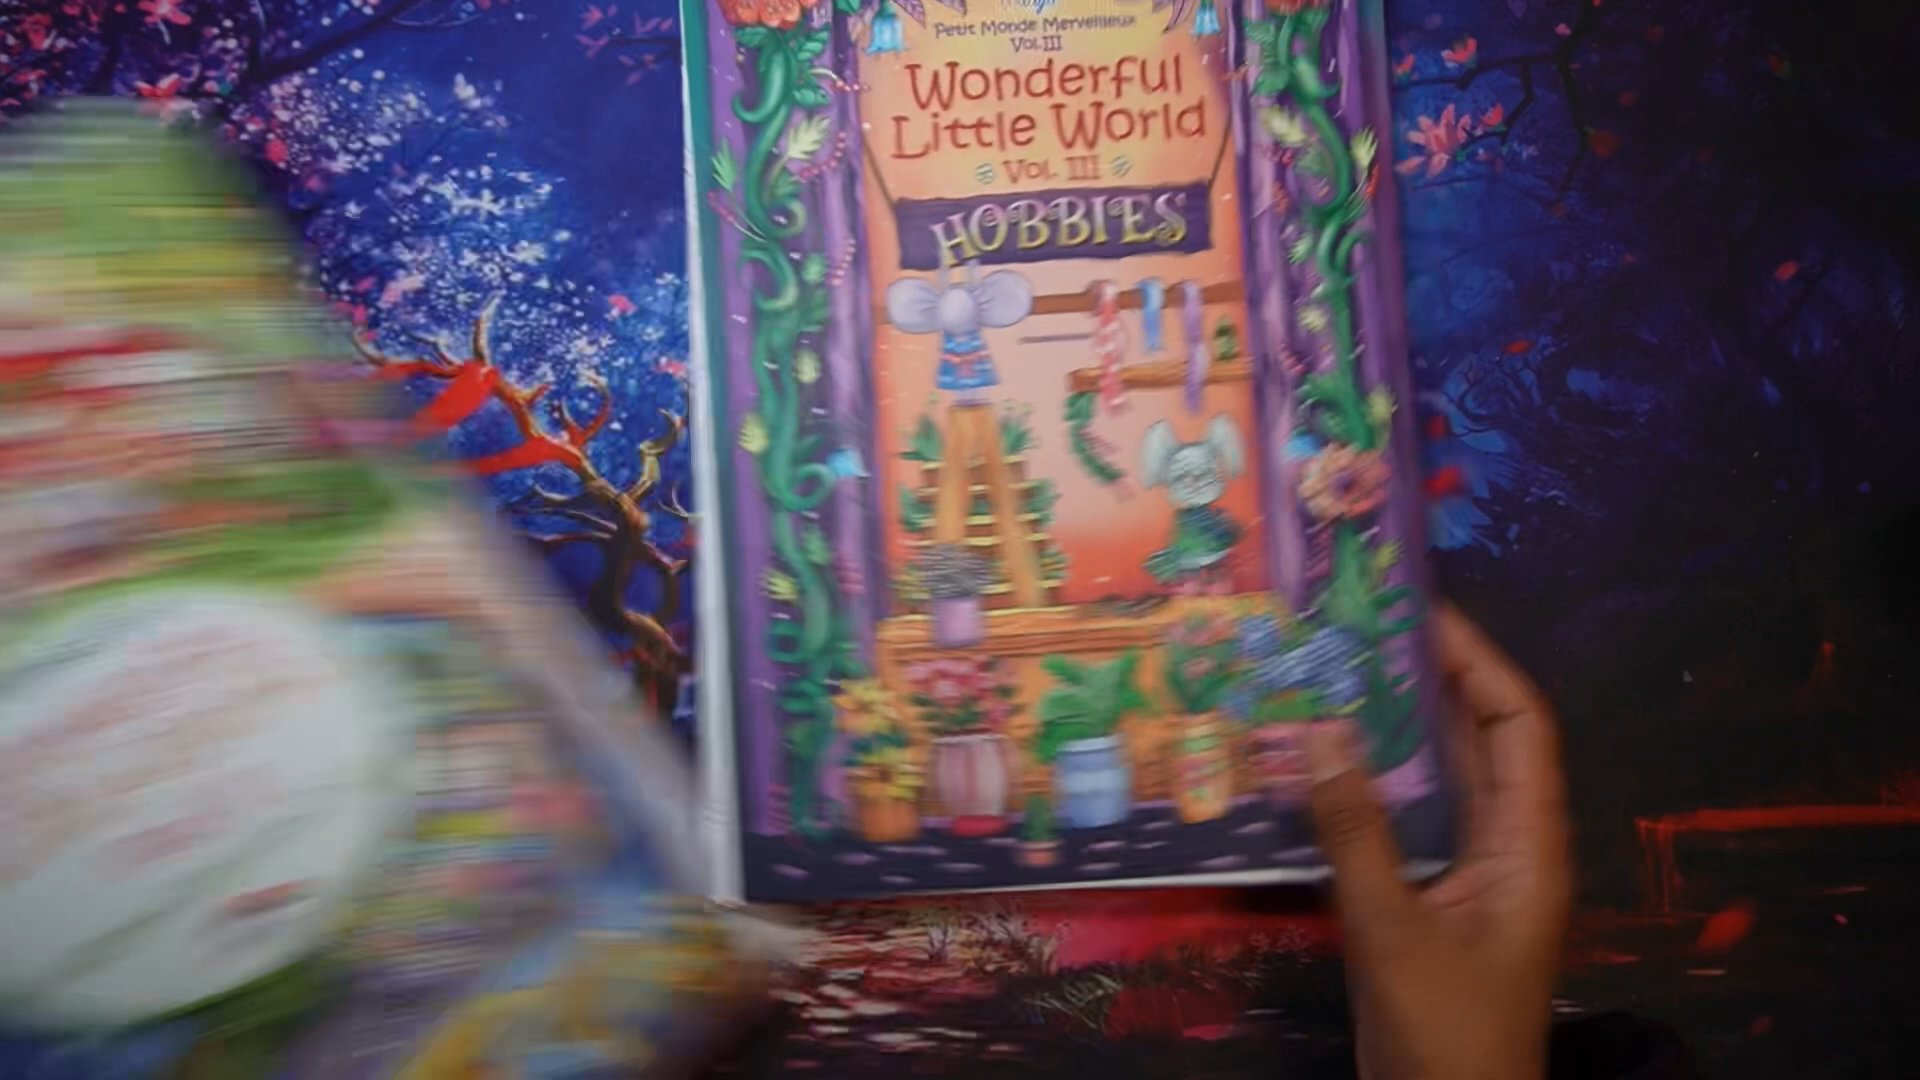 Petit Monde Merveilleux
Vol. III
Wonderful
Little World
Vol. III
HOBBIES